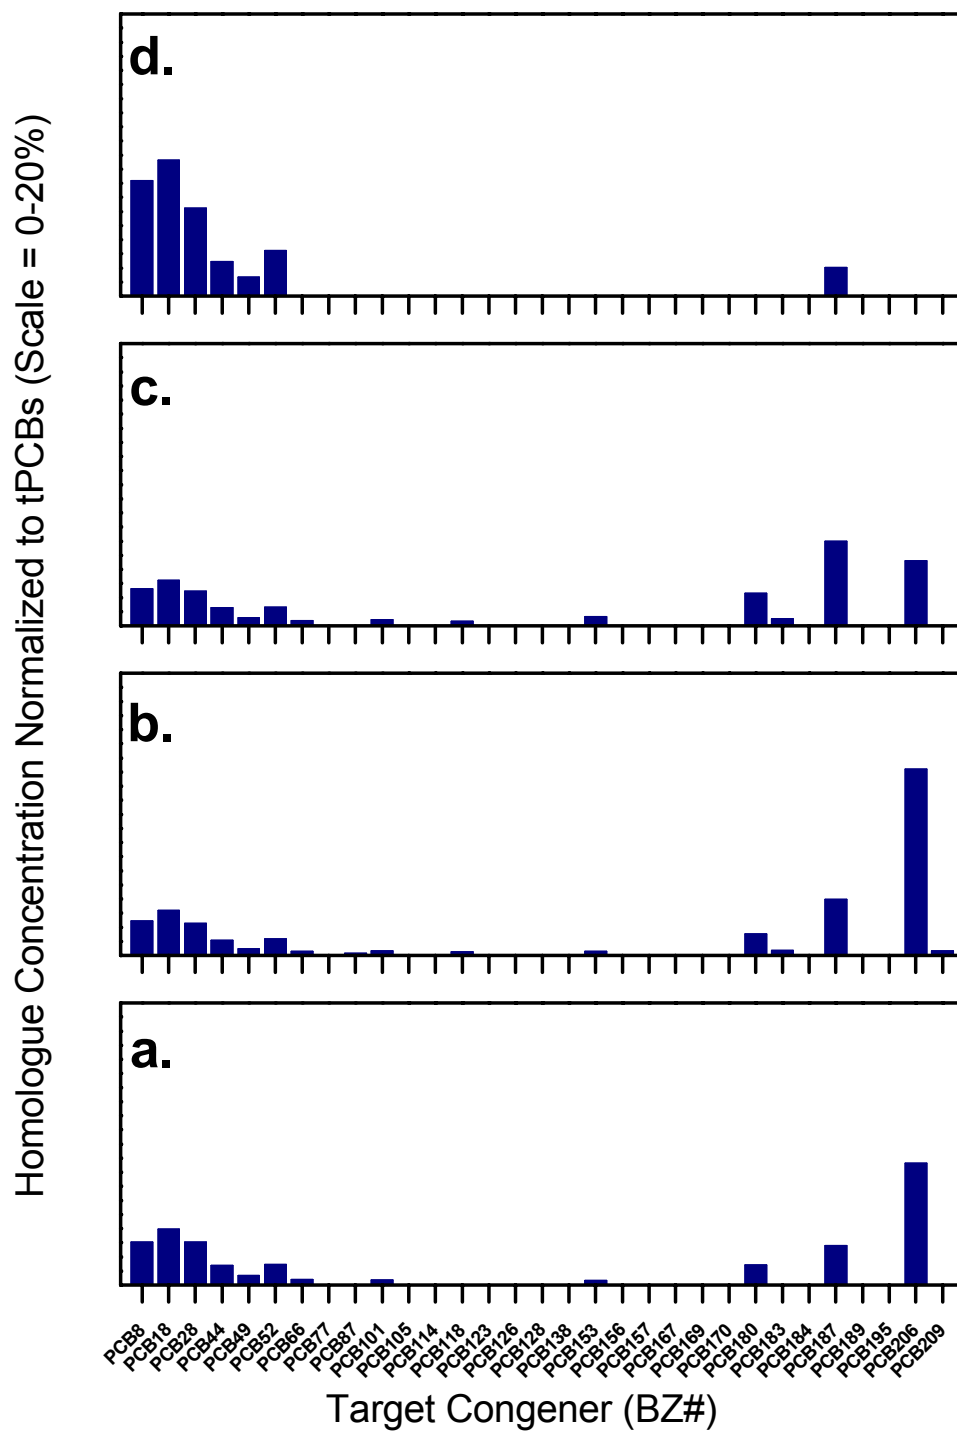 Homologue Concentration Normalized to tPCBs (Scale = 0-20%)
d.
c.
b.
a.
PCB8
PCB18
PCB28
PCB44
PCB49
PCB52
PCB66
PCB77
PCB87
PCB101
PCB105
PCB114
PCB118
PCB123
PCB126
PCB128
PCB138
PCB153
PCB156
PCB157
PCB167
PCB169
PCB170
PCB180
PCB183
PCB184
PCB187
PCB189
PCB195
PCB206
PCB209
Target Congener (BZ#)